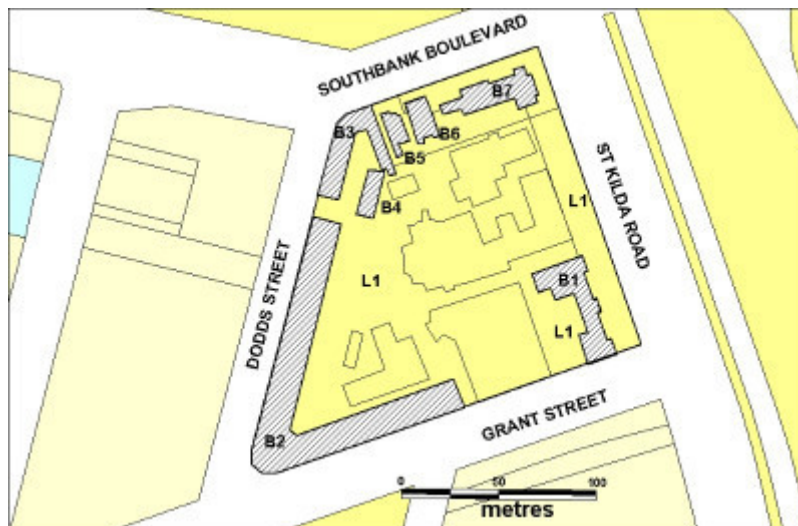 SOUTHBANK BOULEVARD
B3
B7
B6
B5
B4
ST KILDA ROAD
L1
L1
B1
L1
DODDS STREET
B2
GRANT STREET
0 50 100
metres